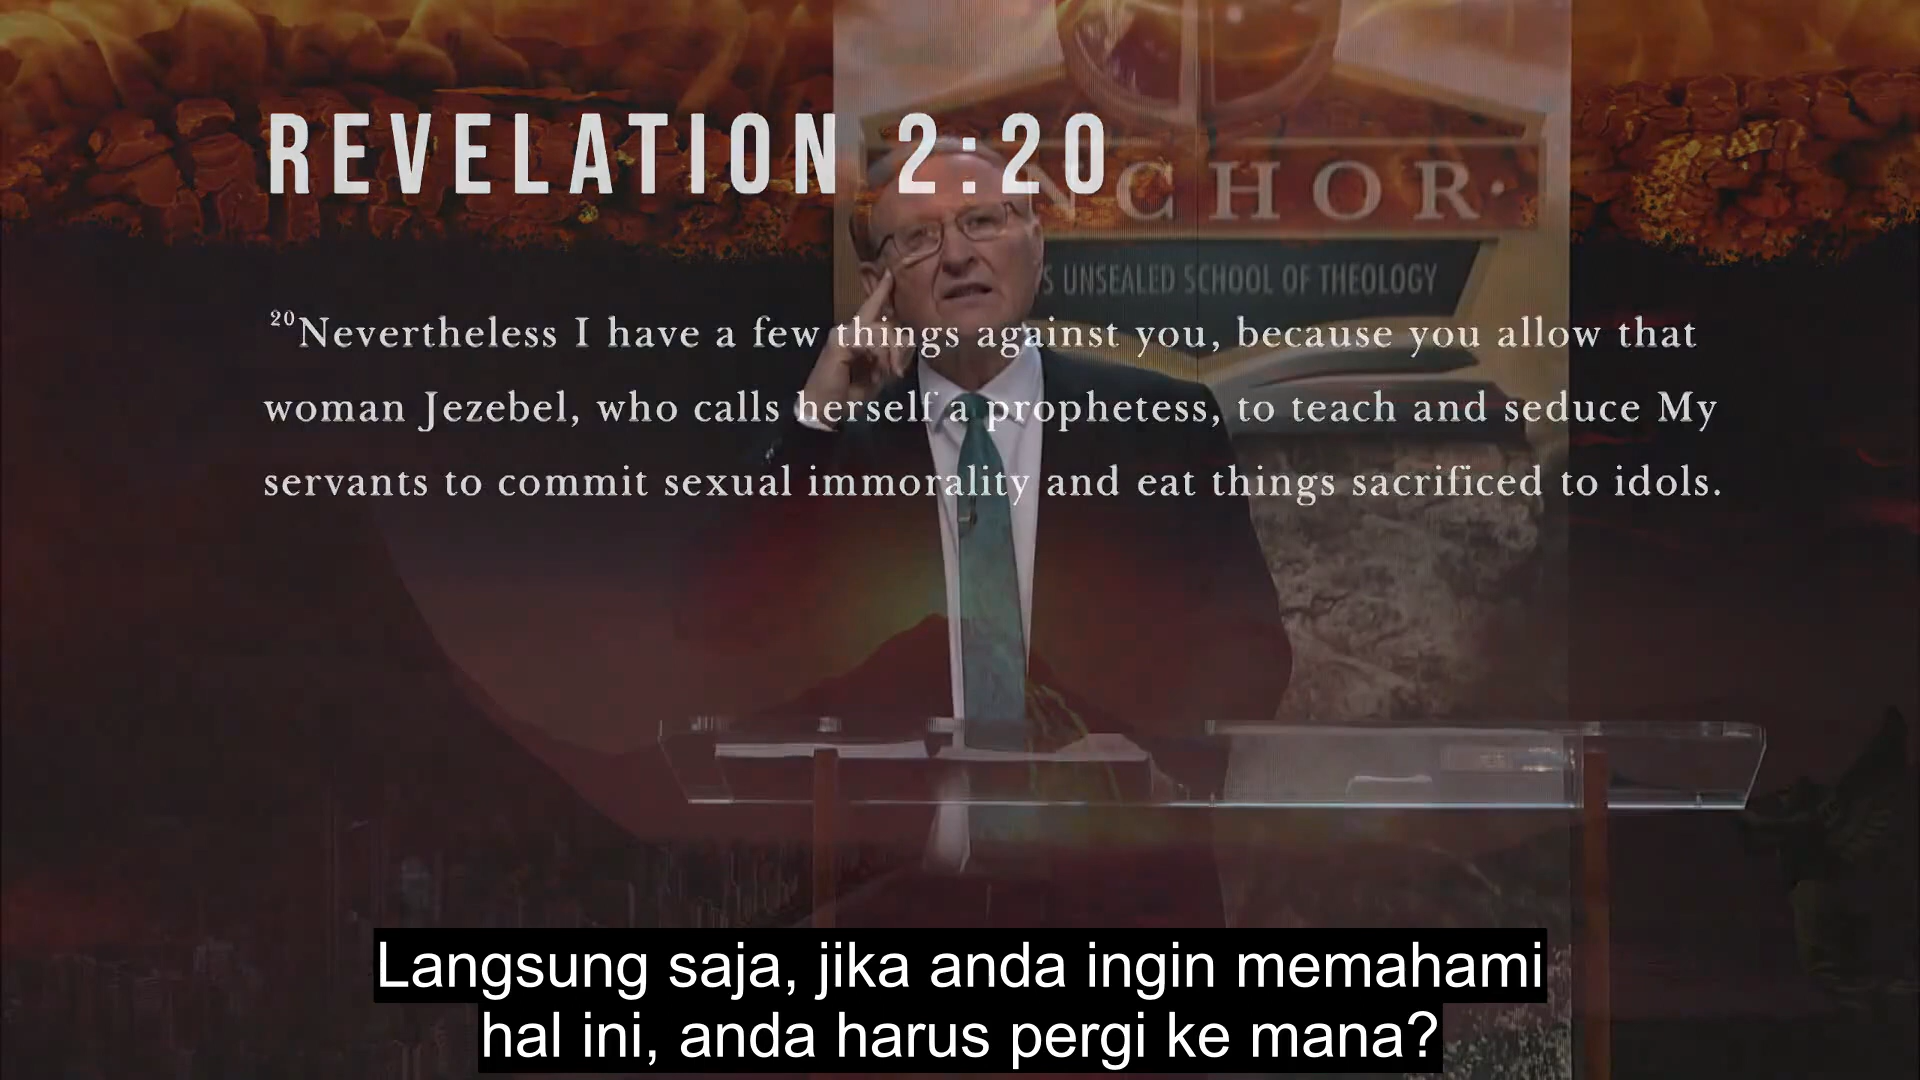 REVELATION 2:20
NCHOR
S UNSEALED SCHOOL OF THEOLOGY
20Nevertheless I have a few things against you, because you allow that
woman Jezebel, who calls herself a prophetess, to teach and seduce My
servants to commit sexual immorality and eat things sacrificed to idols.
Langsung saja, jika anda ingin memahami
hal ini, anda harus pergi ke mana?